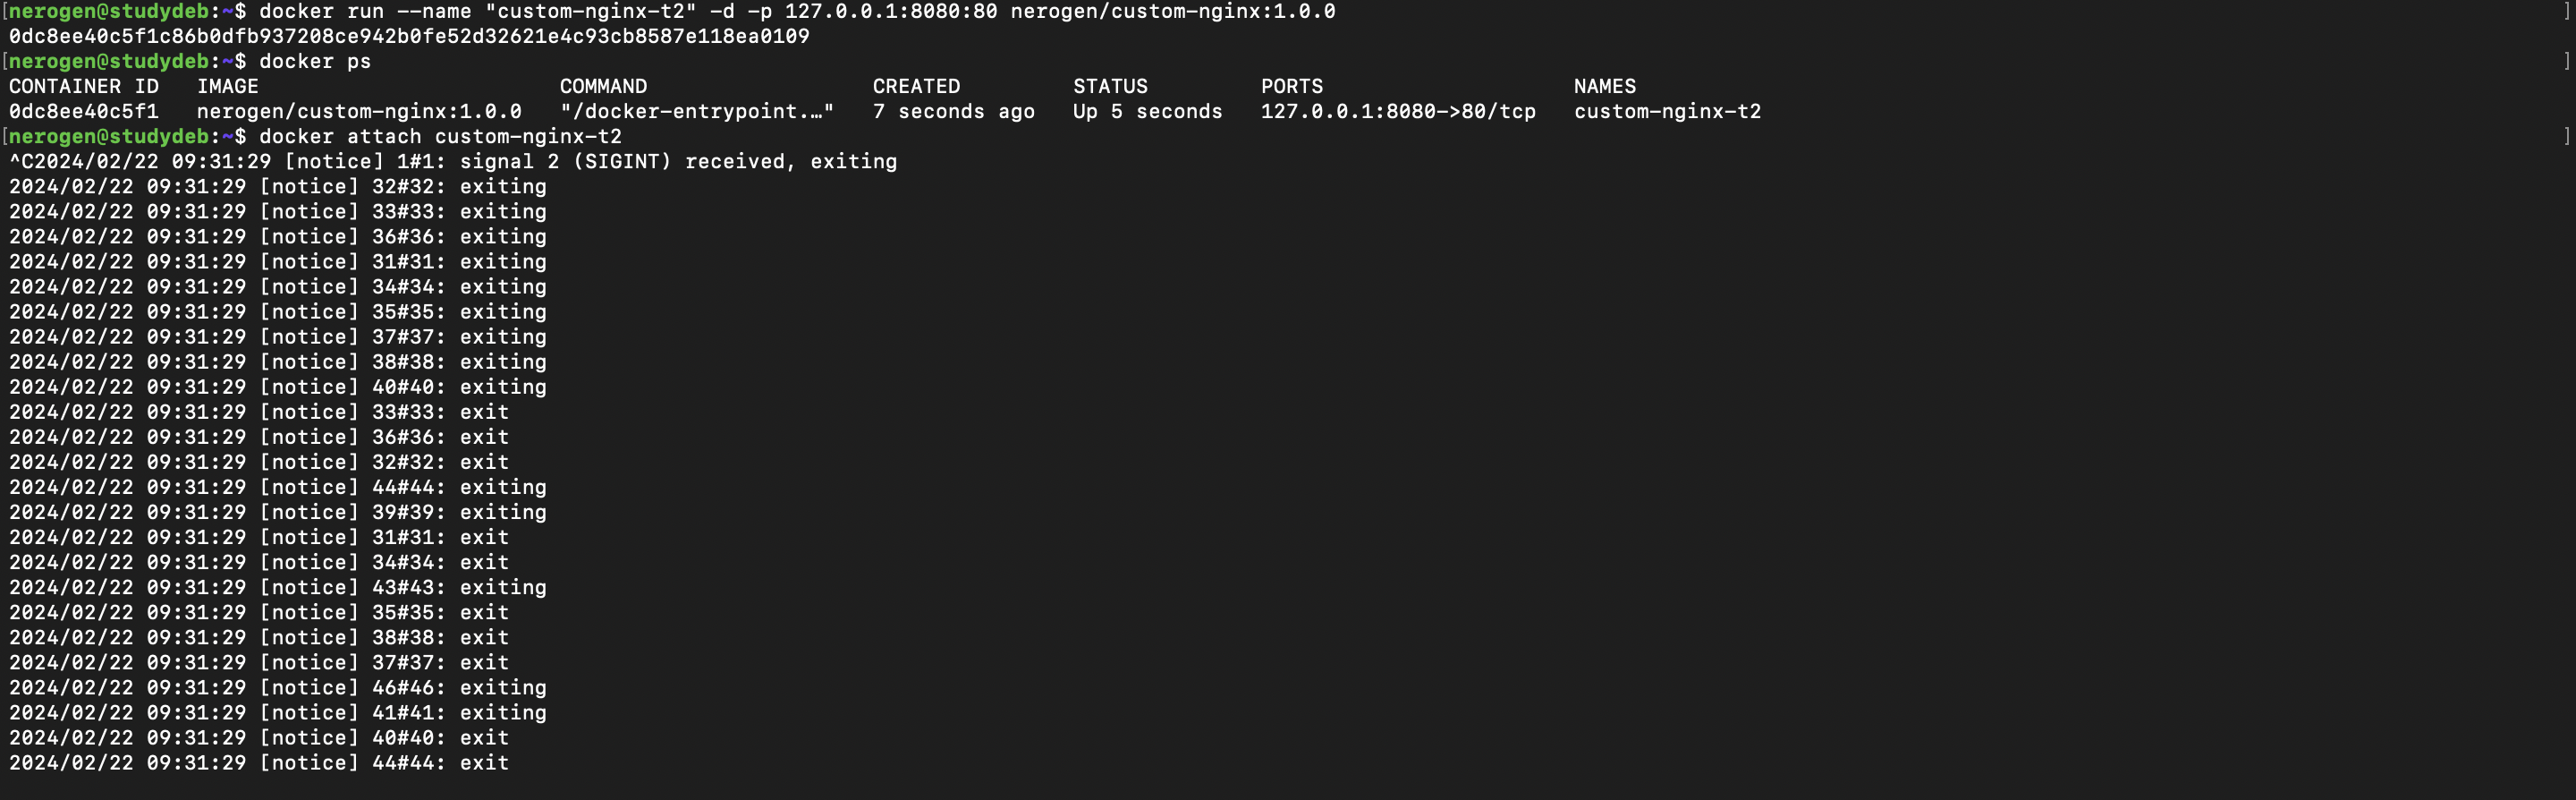 [nerogen@studydeb:~$ docker run --name "custom-nginx-t2" -d -p 127.0.0.1:8080:80 nerogen/custom-nginx:1.0.0 ]
0dc8ee40c5f1c86b0dfb937208ce942b0fe52d32621e4c93cb8587e118ea0109
[nerogen@studydeb:~$ docker ps ]
CONTAINER ID   IMAGE                        COMMAND                  CREATED         STATUS         PORTS                    NAMES
0dc8ee40c5f1   nerogen/custom-nginx:1.0.0   "/docker-entrypoint.…"   7 seconds ago   Up 5 seconds   127.0.0.1:8080->80/tcp   custom-nginx-t2
[nerogen@studydeb:~$ docker attach custom-nginx-t2 ]
^C2024/02/22 09:31:29 [notice] 1#1: signal 2 (SIGINT) received, exiting
2024/02/22 09:31:29 [notice] 32#32: exiting
2024/02/22 09:31:29 [notice] 33#33: exiting
2024/02/22 09:31:29 [notice] 36#36: exiting
2024/02/22 09:31:29 [notice] 31#31: exiting
2024/02/22 09:31:29 [notice] 34#34: exiting
2024/02/22 09:31:29 [notice] 35#35: exiting
2024/02/22 09:31:29 [notice] 37#37: exiting
2024/02/22 09:31:29 [notice] 38#38: exiting
2024/02/22 09:31:29 [notice] 40#40: exiting
2024/02/22 09:31:29 [notice] 33#33: exit
2024/02/22 09:31:29 [notice] 36#36: exit
2024/02/22 09:31:29 [notice] 32#32: exit
2024/02/22 09:31:29 [notice] 44#44: exiting
2024/02/22 09:31:29 [notice] 39#39: exiting
2024/02/22 09:31:29 [notice] 31#31: exit
2024/02/22 09:31:29 [notice] 34#34: exit
2024/02/22 09:31:29 [notice] 43#43: exiting
2024/02/22 09:31:29 [notice] 35#35: exit
2024/02/22 09:31:29 [notice] 38#38: exit
2024/02/22 09:31:29 [notice] 37#37: exit
2024/02/22 09:31:29 [notice] 46#46: exiting
2024/02/22 09:31:29 [notice] 41#41: exiting
2024/02/22 09:31:29 [notice] 40#40: exit
2024/02/22 09:31:29 [notice] 44#44: exit